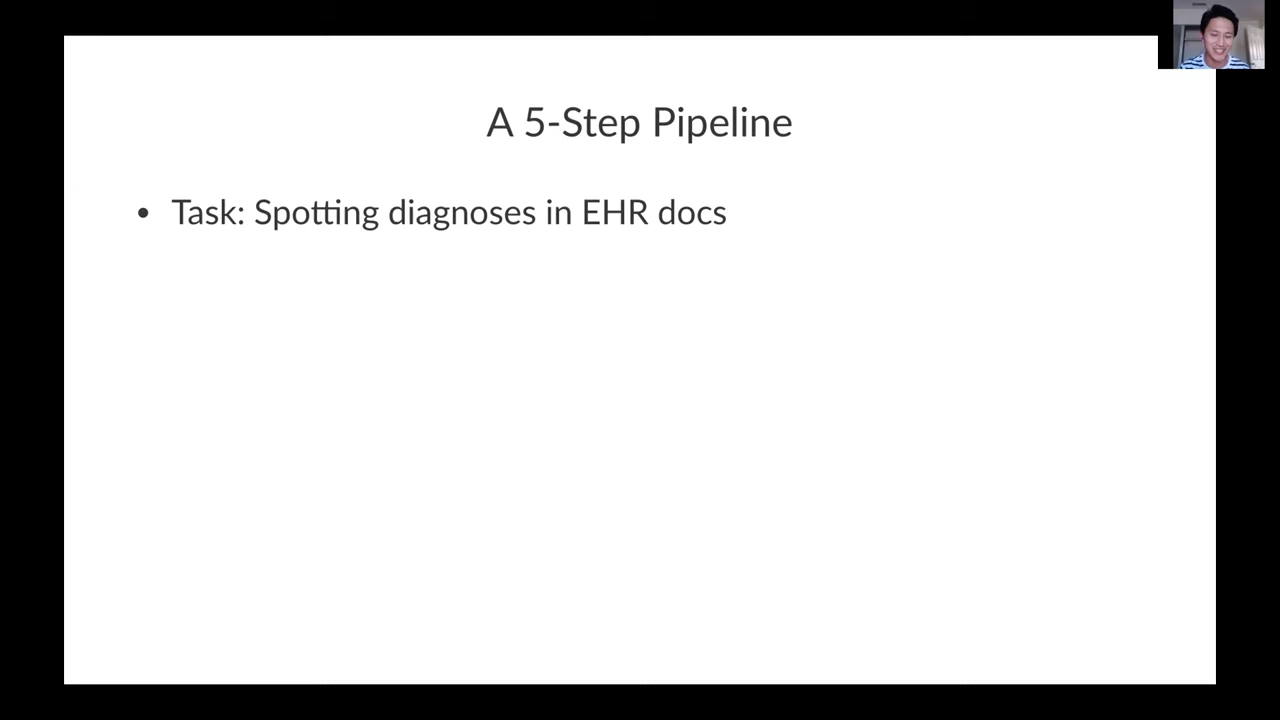 A 5-Step Pipeline
• Task: Spotting diagnoses in EHR docs